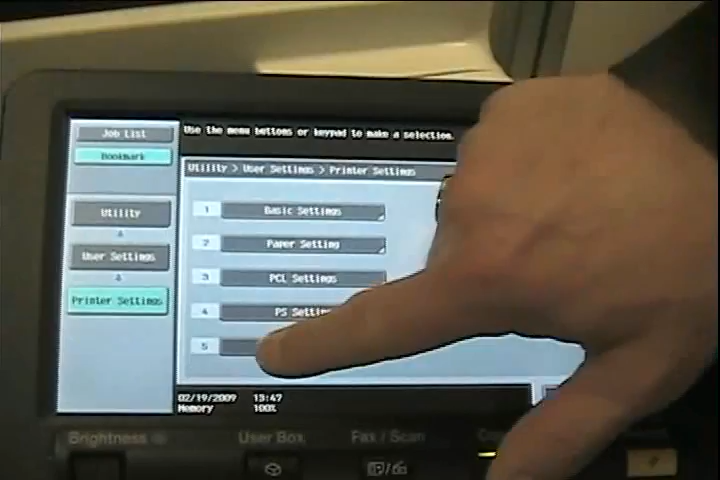 Job List
Use the menu buttons or keypad to make a selection.
Bookmark
Utility > User Settings > Printer Settings
1 Basic Settings
Utility
2 Paper Setting
User Settings
3 PCL Settings
Printer Settings
4 PS Settin
5
02/19/2009 13:47
Memory 100%
Brightness
User Box
Fax / Scan